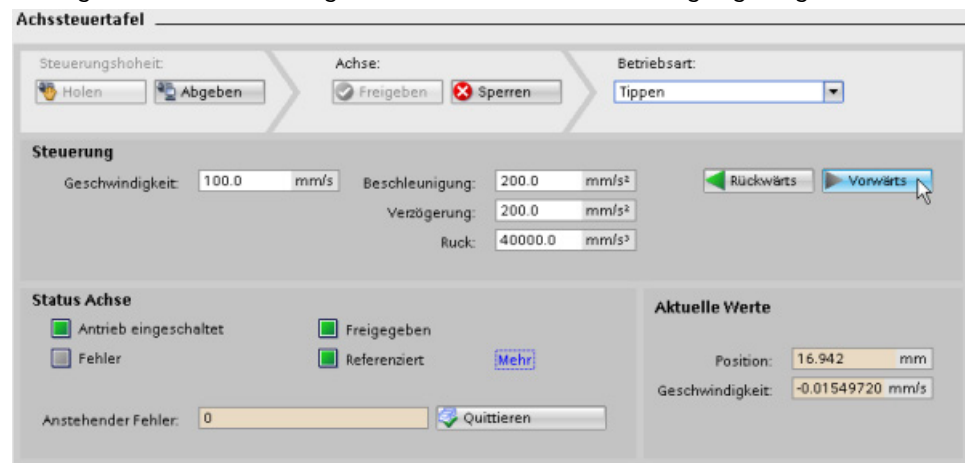 Achssteuertafel
Steuerungshoheit: Achse: Betriebsart:
Holen Abgeben Freigeben Sperren Tippen
Steuerung
Geschwindigkeit: 100.0 mm/s Beschleunigung: 200.0 mm/s² Rückwärts Vorwärts
Verzögerung: 200.0 mm/s²
Ruck: 40000.0 mm/s³
Status Achse
Aktuelle Werte
Antrieb eingeschaltet Freigegeben
Fehler Referenziert Mehr
Position: 16.942 mm
Geschwindigkeit: -0.01549720 mm/s
Anstehender Fehler: 0 Quittieren